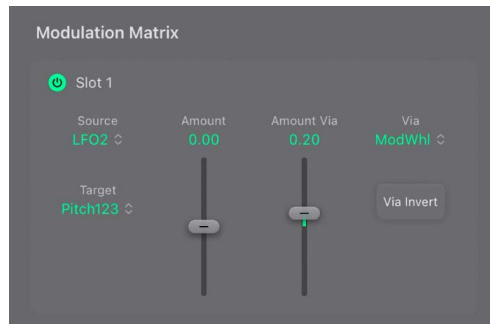 Modulation Matrix
Slot 1
Source Amount Amount Via Via
LFO2 0.00 0.20 ModWhl
Target
Pitch123
Via Invert